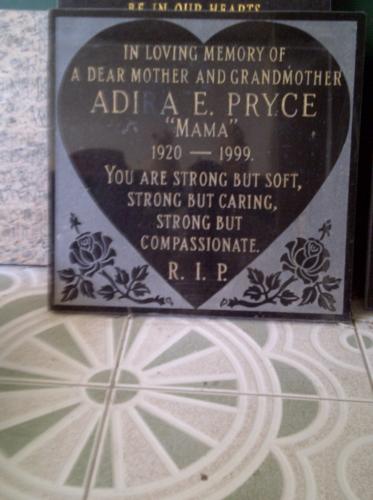 BE IN OUR HEARTS
IN LOVING MEMORY OF
A DEAR MOTHER AND GRANDMOTHER
ADIRA E. PRYCE
"MAMA"
1920 — 1999.
YOU ARE STRONG BUT SOFT,
STRONG BUT CARING,
STRONG BUT
COMPASSIONATE.
R. I. P.